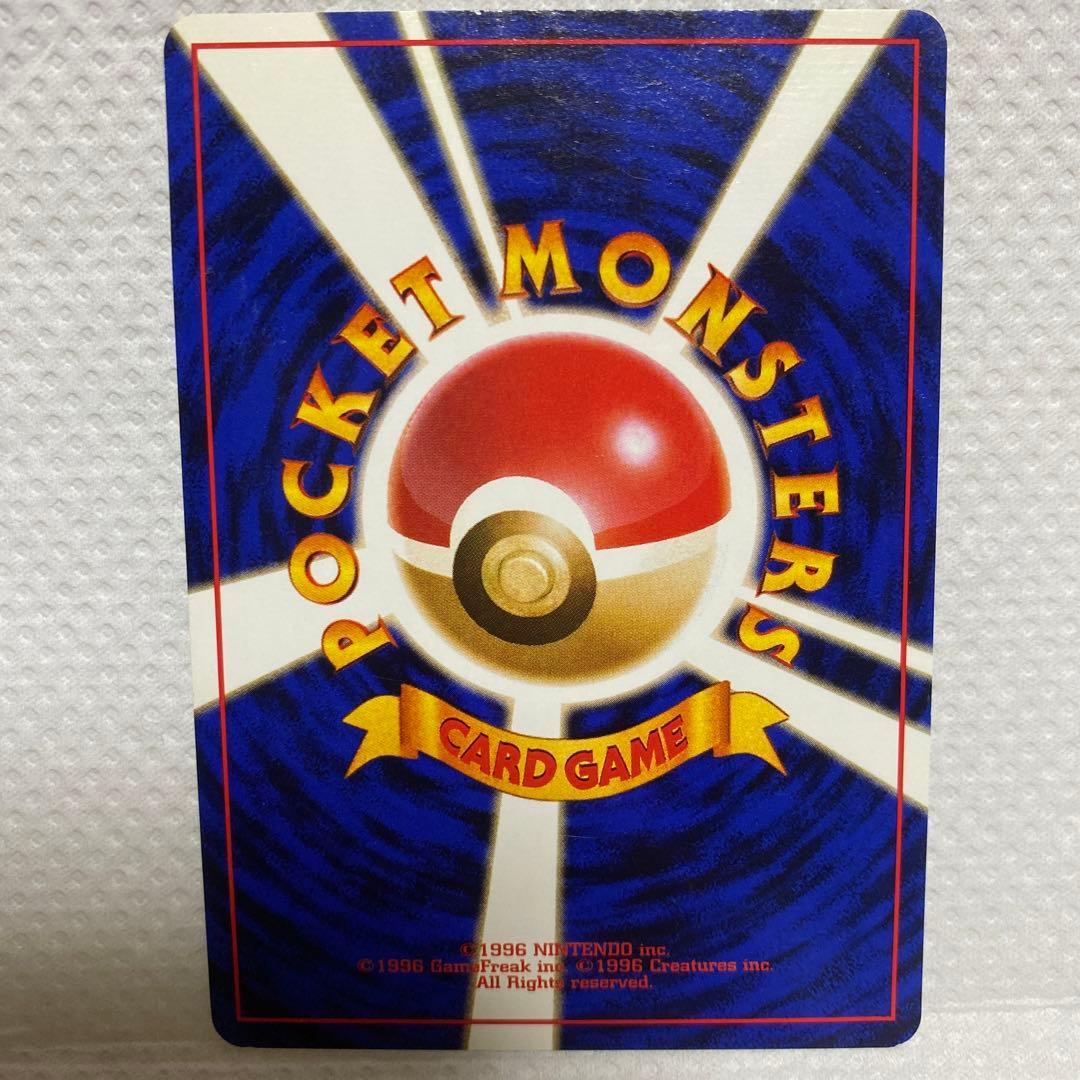 POCKET MONSTERS
CARD GAME
©1996 NINTENDO inc.
©1996 GameFreak inc. ©1996 Creatures inc.
All Rights reserved.